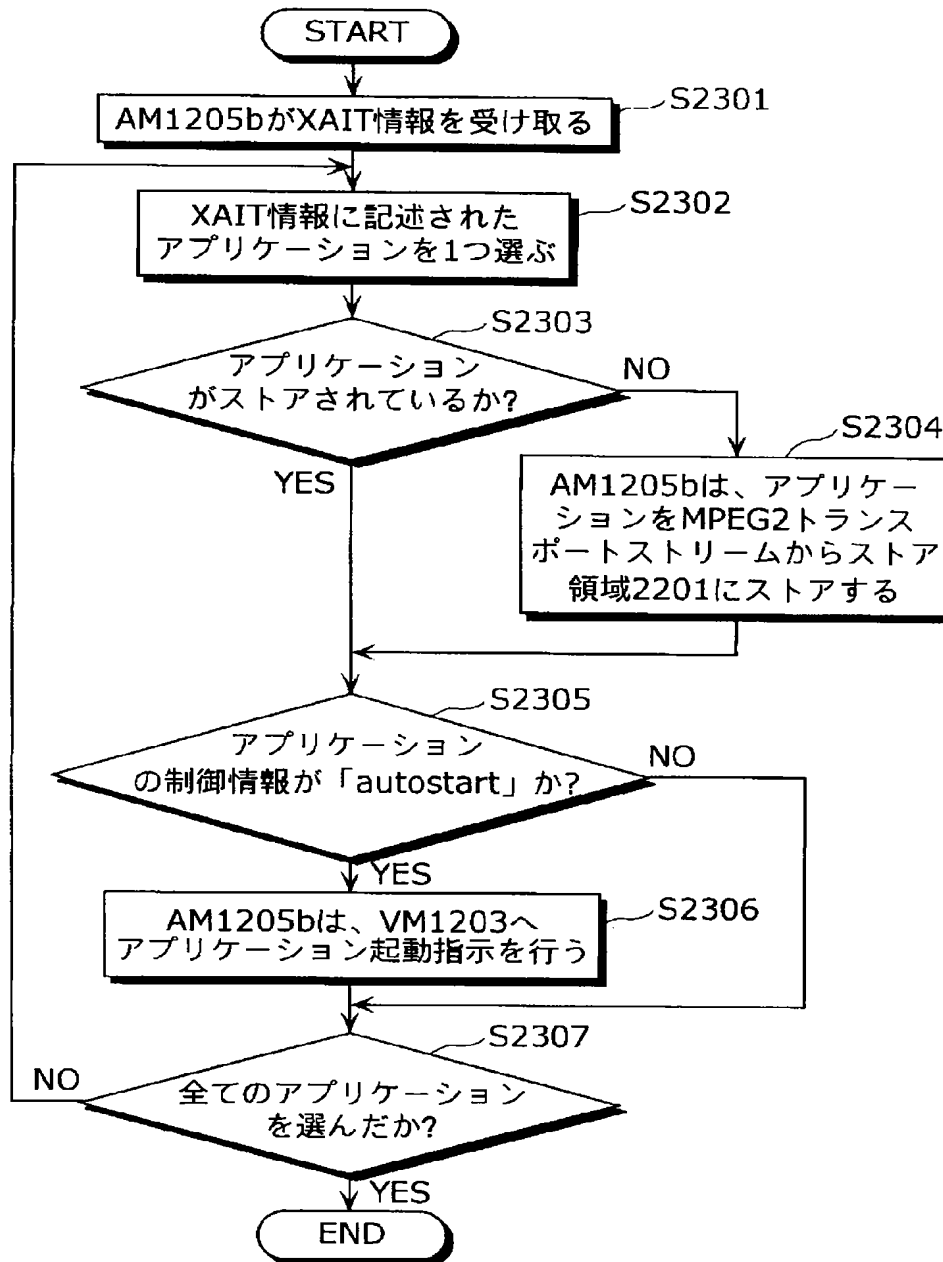 START
S2301
AM1205bがXAIT情報を受け取る
S2302
XAIT情報に記述された
アプリケーションを1つ選ぶ
S2303
アプリケーション
がストアされているか?
NO
YES
S2304
AM1205bは、アプリケー
ションをMPEG2トランス
ポートストリームからストア
領域2201にストアする
S2305
アプリケーション
の制御情報が「autostart」か?
NO
YES
S2306
AM1205bは、VM1203へ
アプリケーション起動指示を行う
S2307
NO
全てのアプリケーション
を選んだか?
YES
END